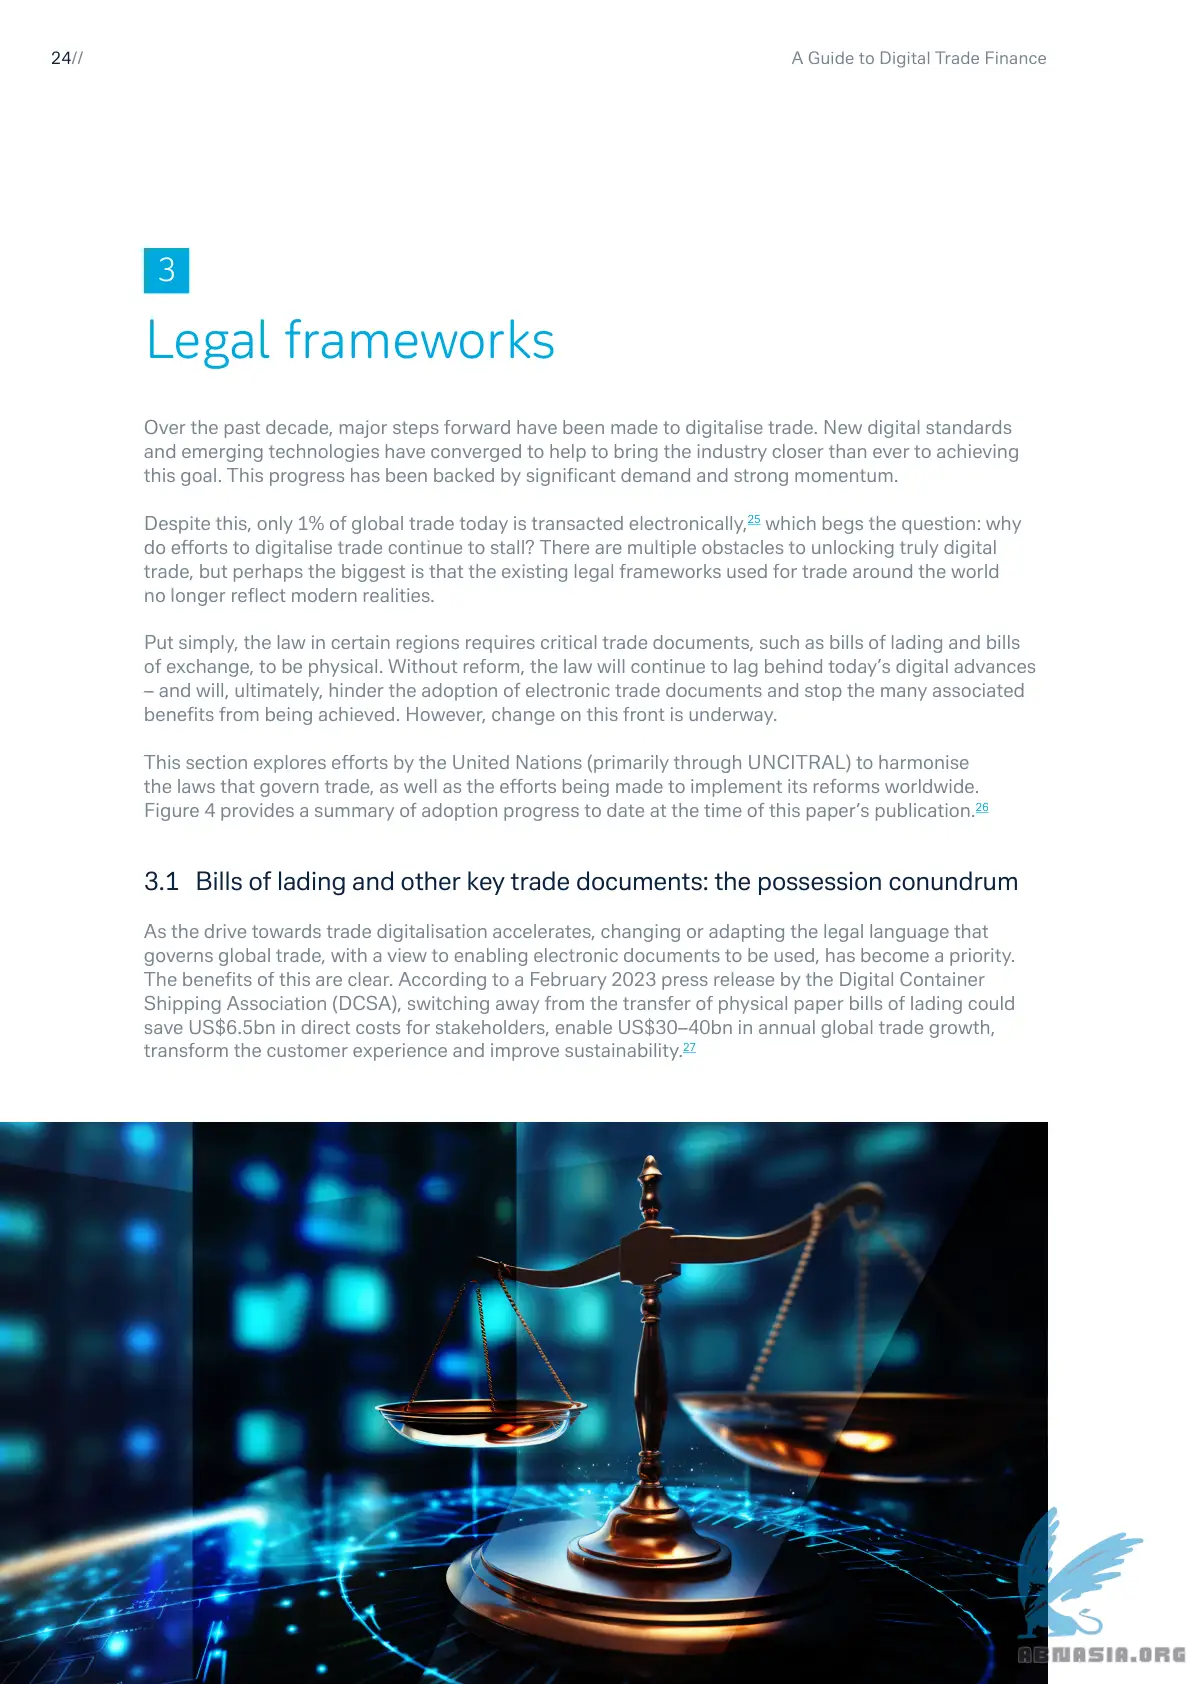 24//
A Guide to Digital Trade Finance
3
Legal frameworks
Over the past decade, major steps forward have been made to digitalise trade. New digital standards
and emerging technologies have converged to help to bring the industry closer than ever to achieving
this goal. This progress has been backed by significant demand and strong momentum.
Despite this, only 1% of global trade today is transacted electronically,25 which begs the question: why
do efforts to digitalise trade continue to stall? There are multiple obstacles to unlocking truly digital
trade, but perhaps the biggest is that the existing legal frameworks used for trade around the world
no longer reflect modern realities.
Put simply, the law in certain regions requires critical trade documents, such as bills of lading and bills
of exchange, to be physical. Without reform, the law will continue to lag behind today’s digital advances
– and will, ultimately, hinder the adoption of electronic trade documents and stop the many associated
benefits from being achieved. However, change on this front is underway.
This section explores efforts by the United Nations (primarily through UNCITRAL) to harmonise
the laws that govern trade, as well as the efforts being made to implement its reforms worldwide.
Figure 4 provides a summary of adoption progress to date at the time of this paper’s publication.26
3.1 Bills of lading and other key trade documents: the possession conundrum
As the drive towards trade digitalisation accelerates, changing or adapting the legal language that
governs global trade, with a view to enabling electronic documents to be used, has become a priority.
The benefits of this are clear. According to a February 2023 press release by the Digital Container
Shipping Association (DCSA), switching away from the transfer of physical paper bills of lading could
save US$6.5bn in direct costs for stakeholders, enable US$30–40bn in annual global trade growth,
transform the customer experience and improve sustainability.27
ABNASIA.ORG